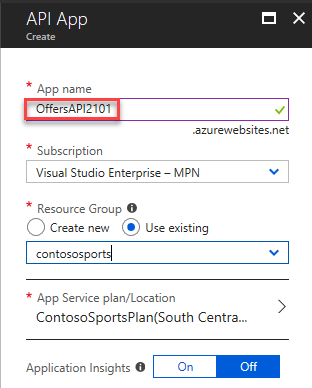 API App
Create
* App name
OffersAPI2101
.azurewebsites.net
* Subscription
Visual Studio Enterprise – MPN
* Resource Group
Create new Use existing
contososports
* App Service plan/Location
ContosoSportsPlan(South Centra...
Application Insights On Off